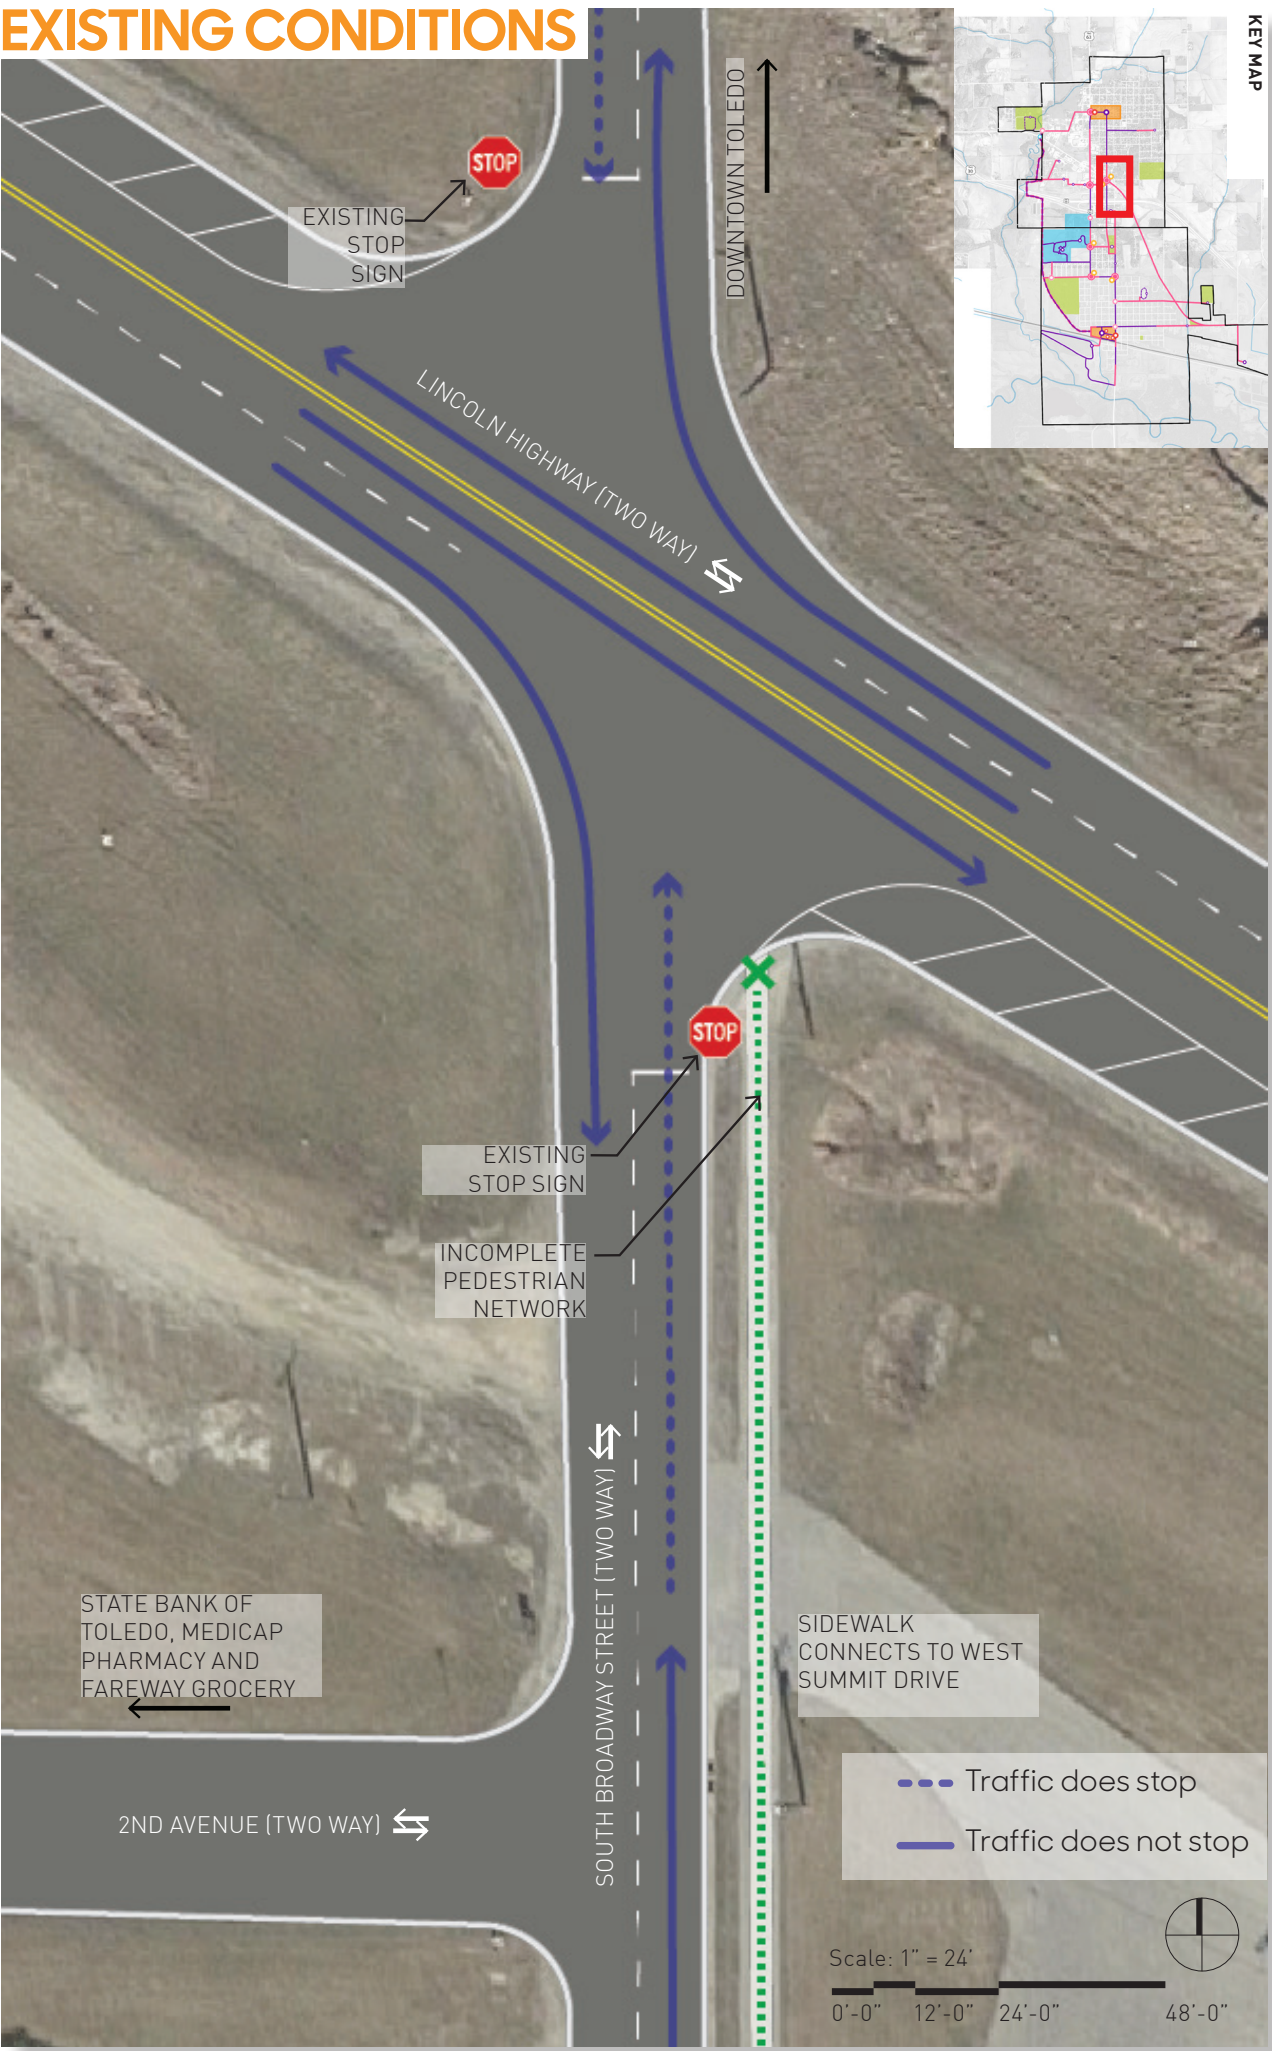 EXISTING CONDITIONS
KEY MAP
DOWNTOWN TOLEDO
STOP
EXISTING
STOP
SIGN
LINCOLN HIGHWAY (TWO WAY)
STOP
EXISTING
STOP SIGN
INCOMPLETE
PEDESTRIAN
NETWORK
SOUTH BROADWAY STREET (TWO WAY)
STATE BANK OF
TOLEDO, MEDICAP
PHARMACY AND
FAREWAY GROCERY
SIDEWALK
CONNECTS TO WEST
SUMMIT DRIVE
2ND AVENUE (TWO WAY)
Traffic does stop
Traffic does not stop
Scale: 1” = 24’
0’-0” 12’-0” 24’-0” 48’-0”